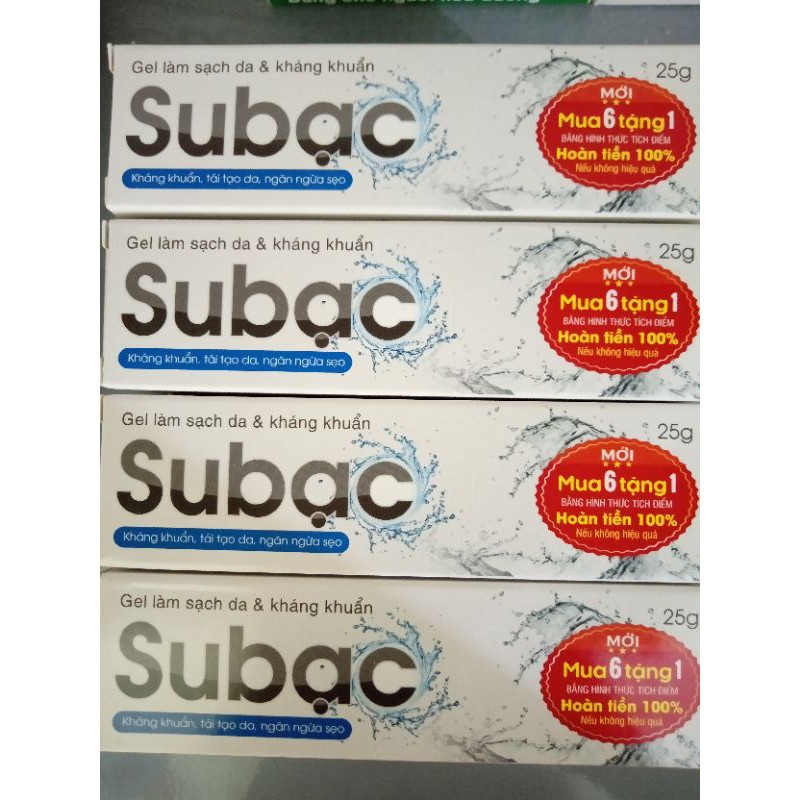 Dùng cho người tiểu đường
Gel làm sạch da & kháng khuẩn
25g
Subạc
Kháng khuẩn, tái tạo da, ngăn ngừa sẹo
MỚI
Mua 6 tặng 1
BẰNG HÌNH THỨC TÍCH ĐIỂM
Hoàn tiền 100%
Nếu không hiệu quả
Gel làm sạch da & kháng khuẩn
25g
Subạc
Kháng khuẩn, tái tạo da, ngăn ngừa sẹo
MỚI
Mua 6 tặng 1
BẰNG HÌNH THỨC TÍCH ĐIỂM
Hoàn tiền 100%
Nếu không hiệu quả
Gel làm sạch da & kháng khuẩn
25g
Subạc
Kháng khuẩn, tái tạo da, ngăn ngừa sẹo
MỚI
Mua 6 tặng 1
BẰNG HÌNH THỨC TÍCH ĐIỂM
Hoàn tiền 100%
Nếu không hiệu quả
Gel làm sạch da & kháng khuẩn
25g
Subạc
Kháng khuẩn, tái tạo da, ngăn ngừa sẹo
MỚI
Mua 6 tặng 1
BẰNG HÌNH THỨC TÍCH ĐIỂM
Hoàn tiền 100%
Nếu không hiệu quả